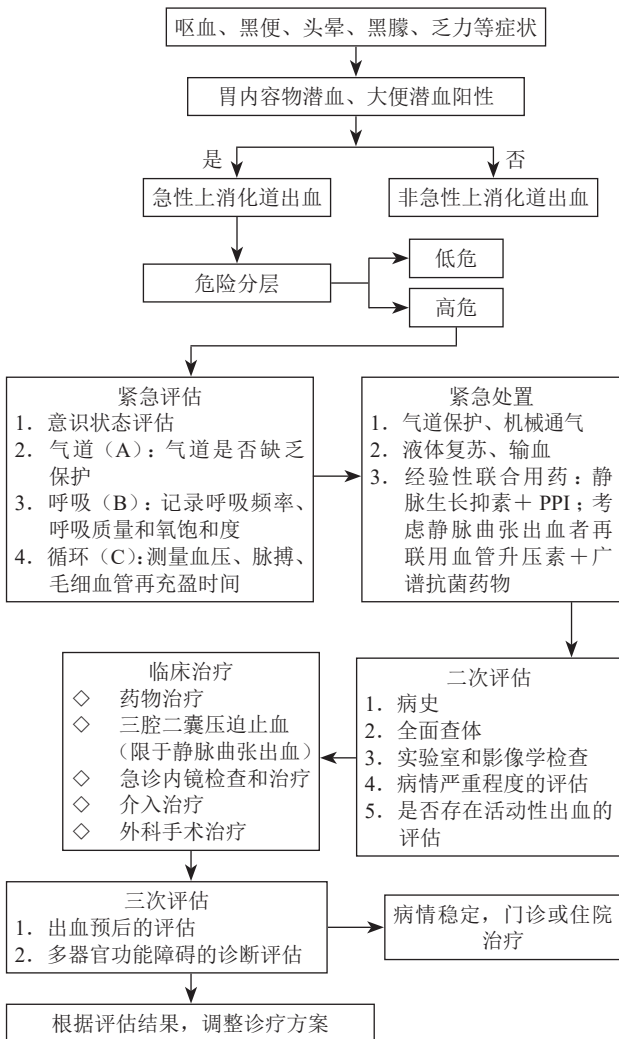 呕血、黑便、头晕、黑朦、乏力等症状
胃内容物潜血、大便潜血阳性
是
否
急性上消化道出血
非急性上消化道出血
危险分层
低危
高危
紧急评估
1．意识状态评估
2．气道（A）：气道是否缺乏
保护
3．呼吸（B）：记录呼吸频率、
呼吸质量和氧饱和度
4．循环（C）：测量血压、脉搏、
毛细血管再充盈时间
紧急处置
1．气道保护、机械通气
2．液体复苏、输血
3．经验性联合用药：静
脉生长抑素＋PPI；考
虑静脉曲张出血者再
联用血管升压素＋广
谱抗菌药物
二次评估
1．病史
2．全面查体
3．实验室和影像学检查
4．病情严重程度的评估
5．是否存在活动性出血的
评估
临床治疗
◇ 药物治疗
◇ 三腔二囊压迫止血
（限于静脉曲张出血）
◇ 急诊内镜检查和治疗
◇ 介入治疗
◇ 外科手术治疗
三次评估
1．出血预后的评估
2．多器官功能障碍的诊断评估
病情稳定，门诊或住院
治疗
根据评估结果，调整诊疗方案